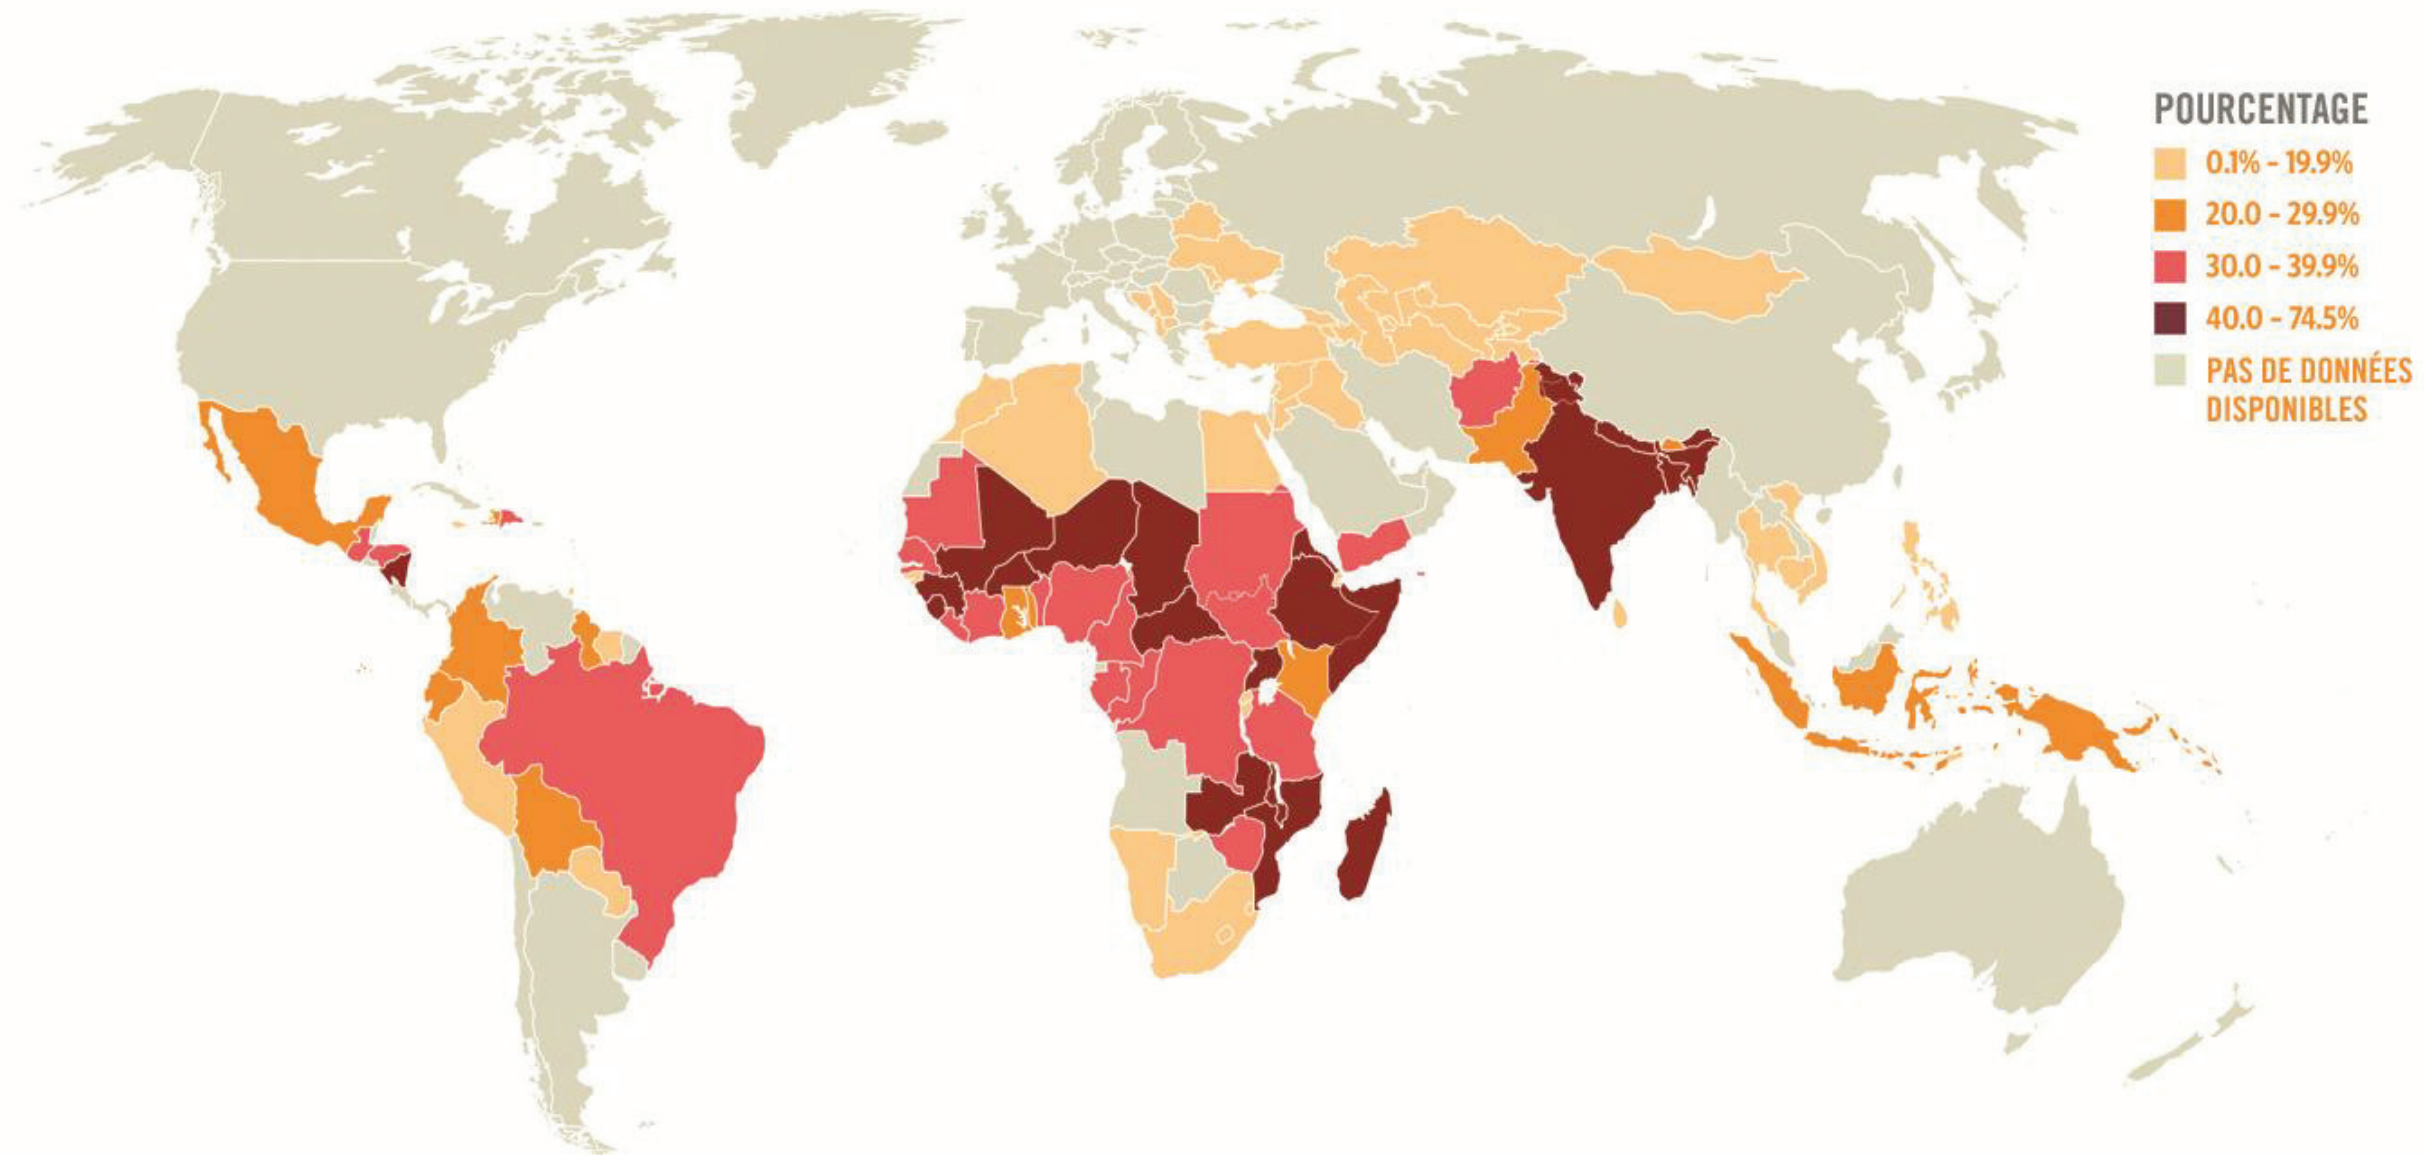 POURCENTAGE
0.1% - 19.9%
20.0 - 29.9%
30.0 - 39.9%
40.0 - 74.5%
PAS DE DONNÉES
DISPONIBLES